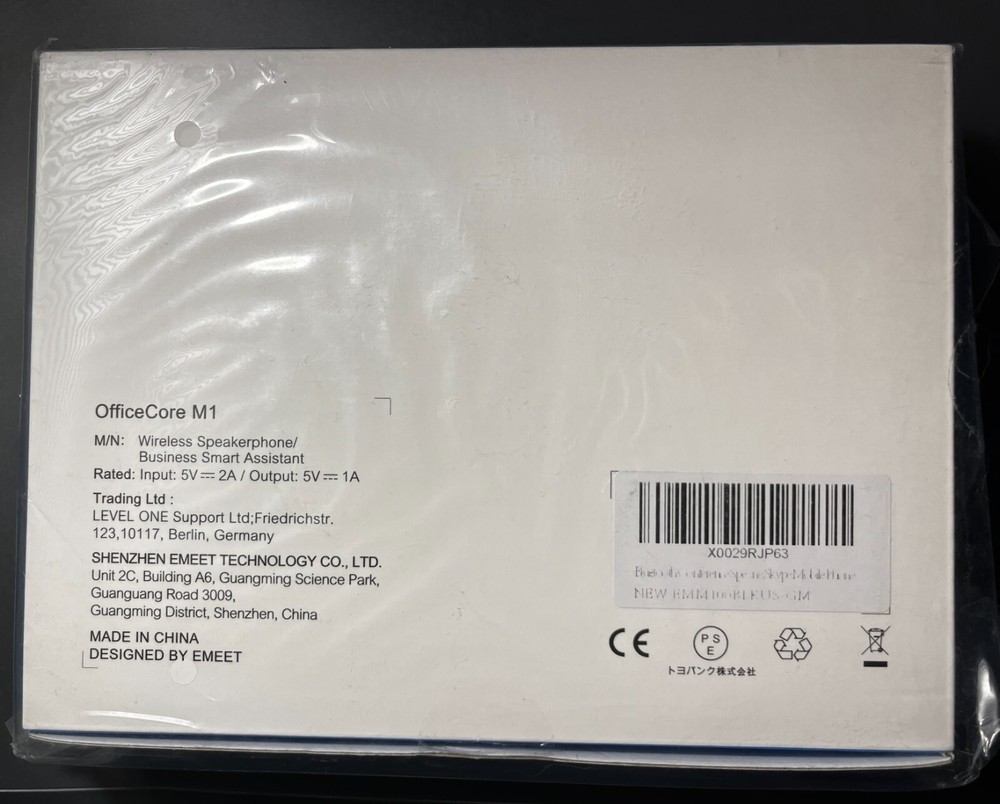 OfficeCore M1
M/N: Wireless Speakerphone/
Business Smart Assistant
Rated: Input: 5V⎓ 2A / Output: 5V⎓ 1A
Trading Ltd :
LEVEL ONE Support Ltd;Friedrichstr.
123,10117, Berlin, Germany
SHENZHEN EMEET TECHNOLOGY CO., LTD.
Unit 2C, Building A6, Guangming Science Park,
Guanguang Road 3009,
Guangming District, Shenzhen, China
MADE IN CHINA
DESIGNED BY EMEET
X0029RJP63
NEW
CE
PS
E
トヨバンク株式会社